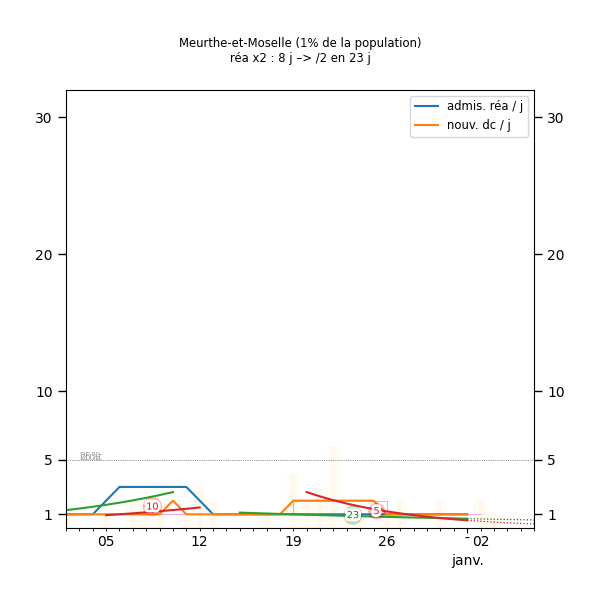 Meurthe-et-Moselle (1% de la population)
réa x2 : 8 j –> /2 en 23 j
admis. réa / j
nouv. dc / j
30 30
20 20
10 10
5 5
10
5
23
1 1
05 12 19 26 - 02
janv.